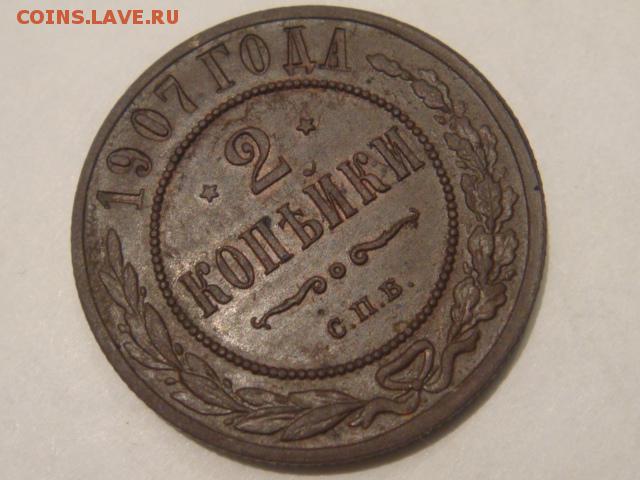 COINS.LAVE.RU
1907 ГОДА
2
КОПѢЙКИ
С.П.Б.